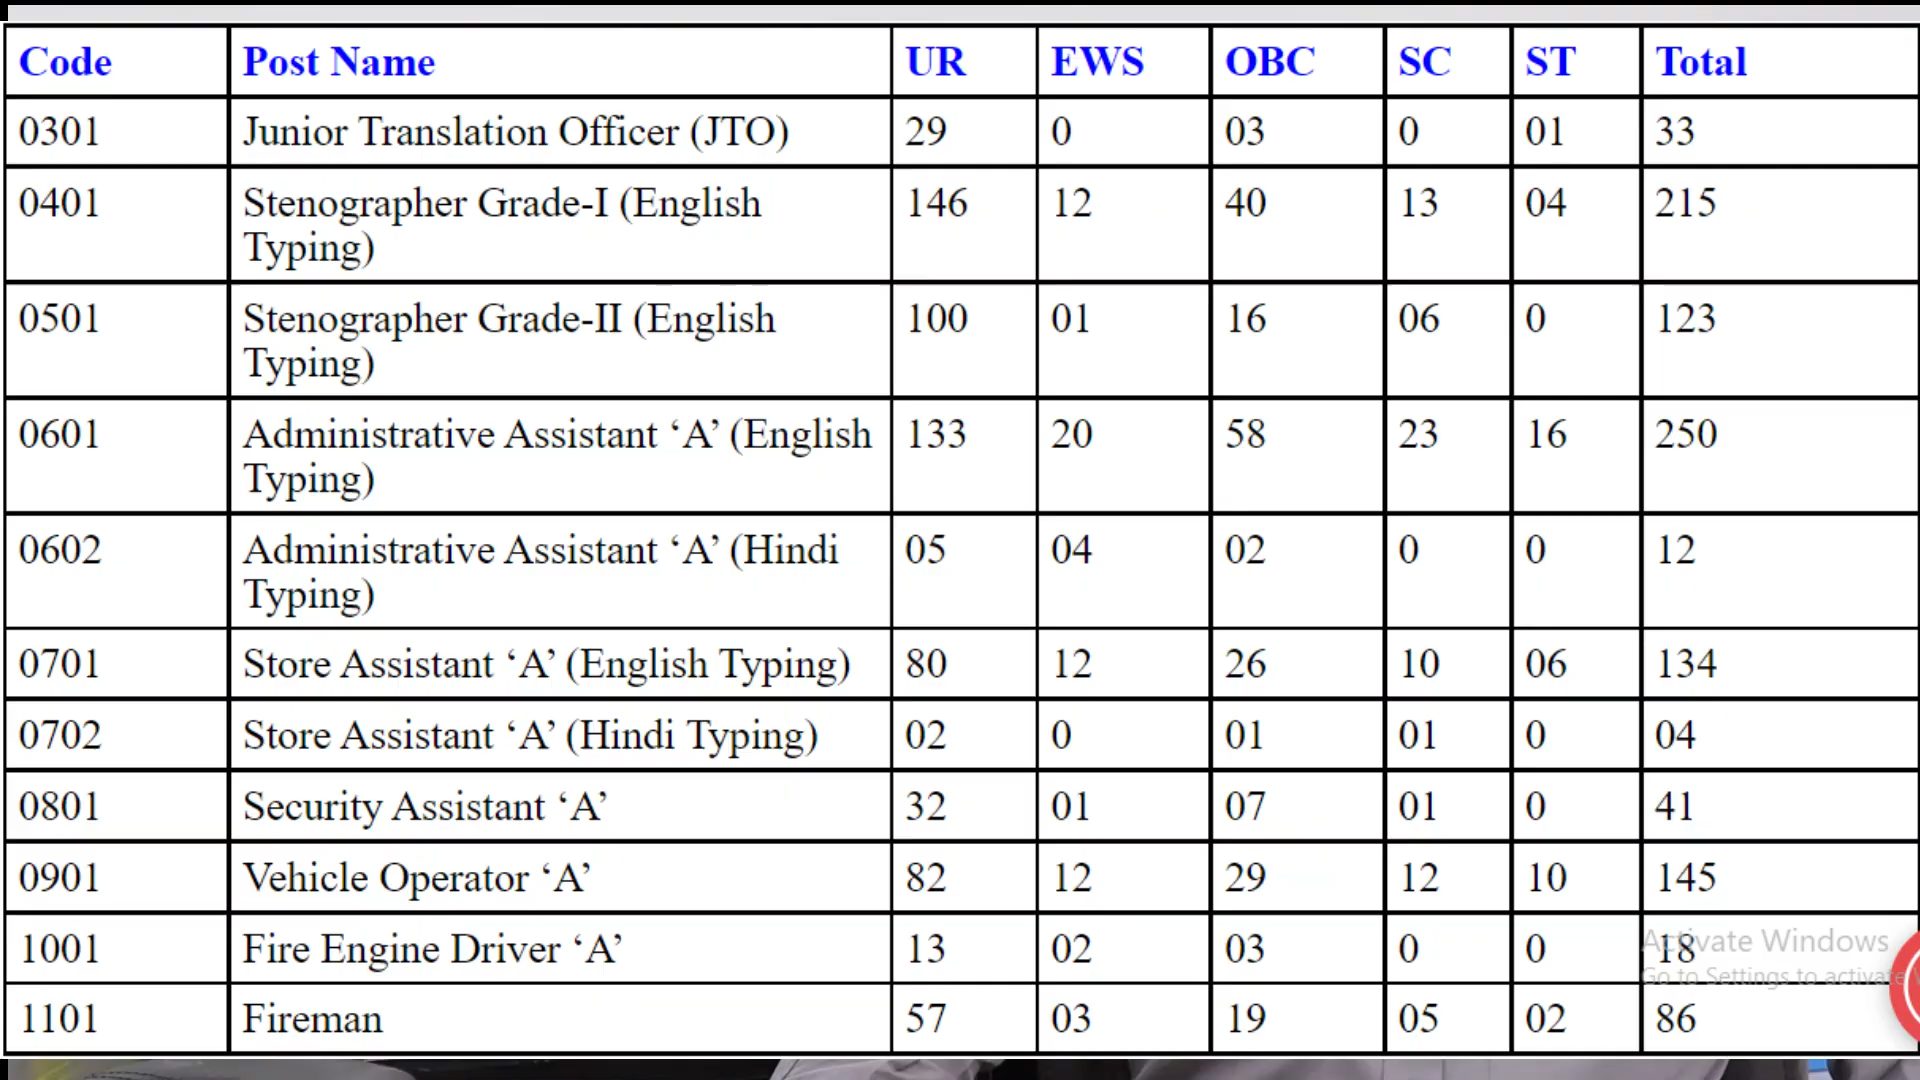 Code Post Name UR EWS OBC SC ST Total
0301 Junior Translation Officer (JTO) 29 0 03 0 01 33
0401 Stenographer Grade-I (English 146 12 40 13 04 215
Typing)
0501 Stenographer Grade-II (English 100 01 16 06 0 123
Typing)
0601 Administrative Assistant ‘A’ (English 133 20 58 23 16 250
Typing)
0602 Administrative Assistant ‘A’ (Hindi 05 04 02 0 0 12
Typing)
0701 Store Assistant ‘A’ (English Typing) 80 12 26 10 06 134
0702 Store Assistant ‘A’ (Hindi Typing) 02 0 01 01 0 04
0801 Security Assistant ‘A’ 32 01 07 01 0 41
0901 Vehicle Operator ‘A’ 82 12 29 12 10 145
1001 Fire Engine Driver ‘A’ 13 02 03 0 0 18
Activate Windows
Go to Settings to activate
1101 Fireman 57 03 19 05 02 86